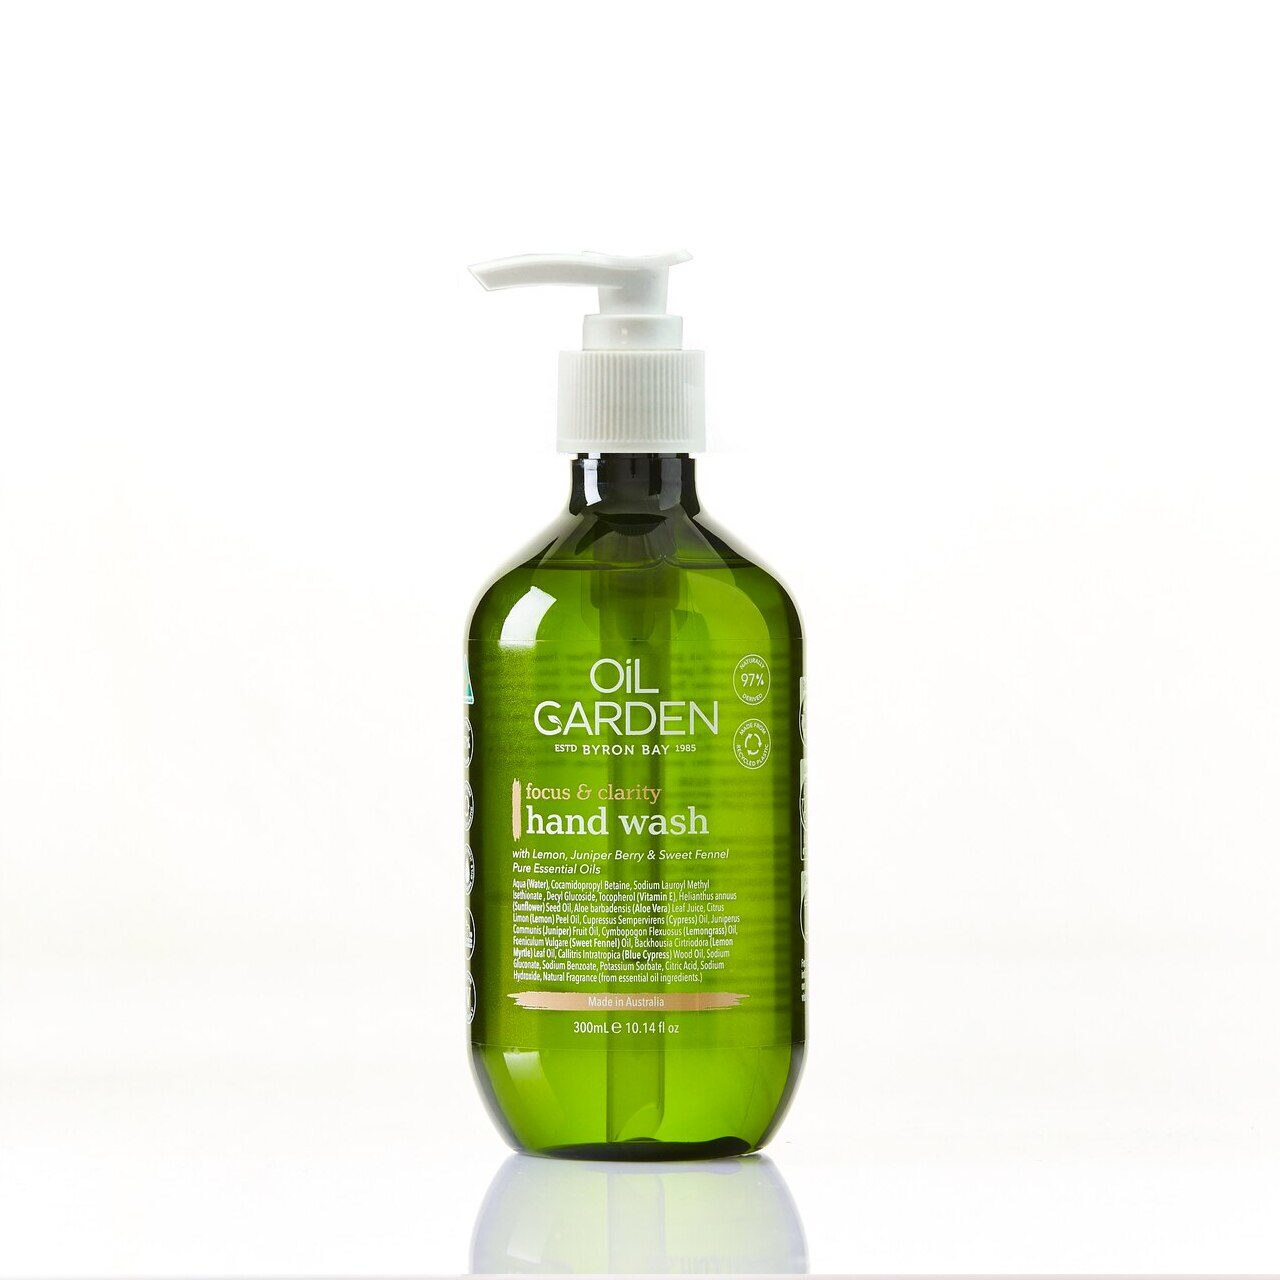 OiL
GARDEN
ESTD BYRON BAY 1985
NATURALLY
97%
DERIVED
MADE FROM
RECYCLED PLASTIC
focus & clarity
hand wash
with Lemon, Juniper Berry & Sweet Fennel
Pure Essential Oils
Aqua (Water), Cocamidopropyl Betaine, Sodium Lauroyl Methyl
Isethionate , Decyl Glucoside, Tocopherol (Vitamin E), Helianthus annuus
(Sunflower) Seed Oil, Aloe barbadensis (Aloe Vera) Leaf Juice, Citrus
Limon (Lemon) Peel Oil, Cupressus Sempervirens (Cypress) Oil, Juniperus
Communis (Juniper) Fruit Oil, Cymbopogon Flexuosus (Lemongrass) Oil,
Foeniculum Vulgare (Sweet Fennel) Oil, Backhousia Cirtriodora (Lemon
Myrtle) Leaf Oil, Callitris Intratropica (Blue Cypress) Wood Oil, Sodium
Gluconate, Sodium Benzoate, Potassium Sorbate, Citric Acid, Sodium
Hydroxide, Natural Fragrance (from essential oil ingredients.)
Made in Australia
300mL ℮ 10.14 fl oz